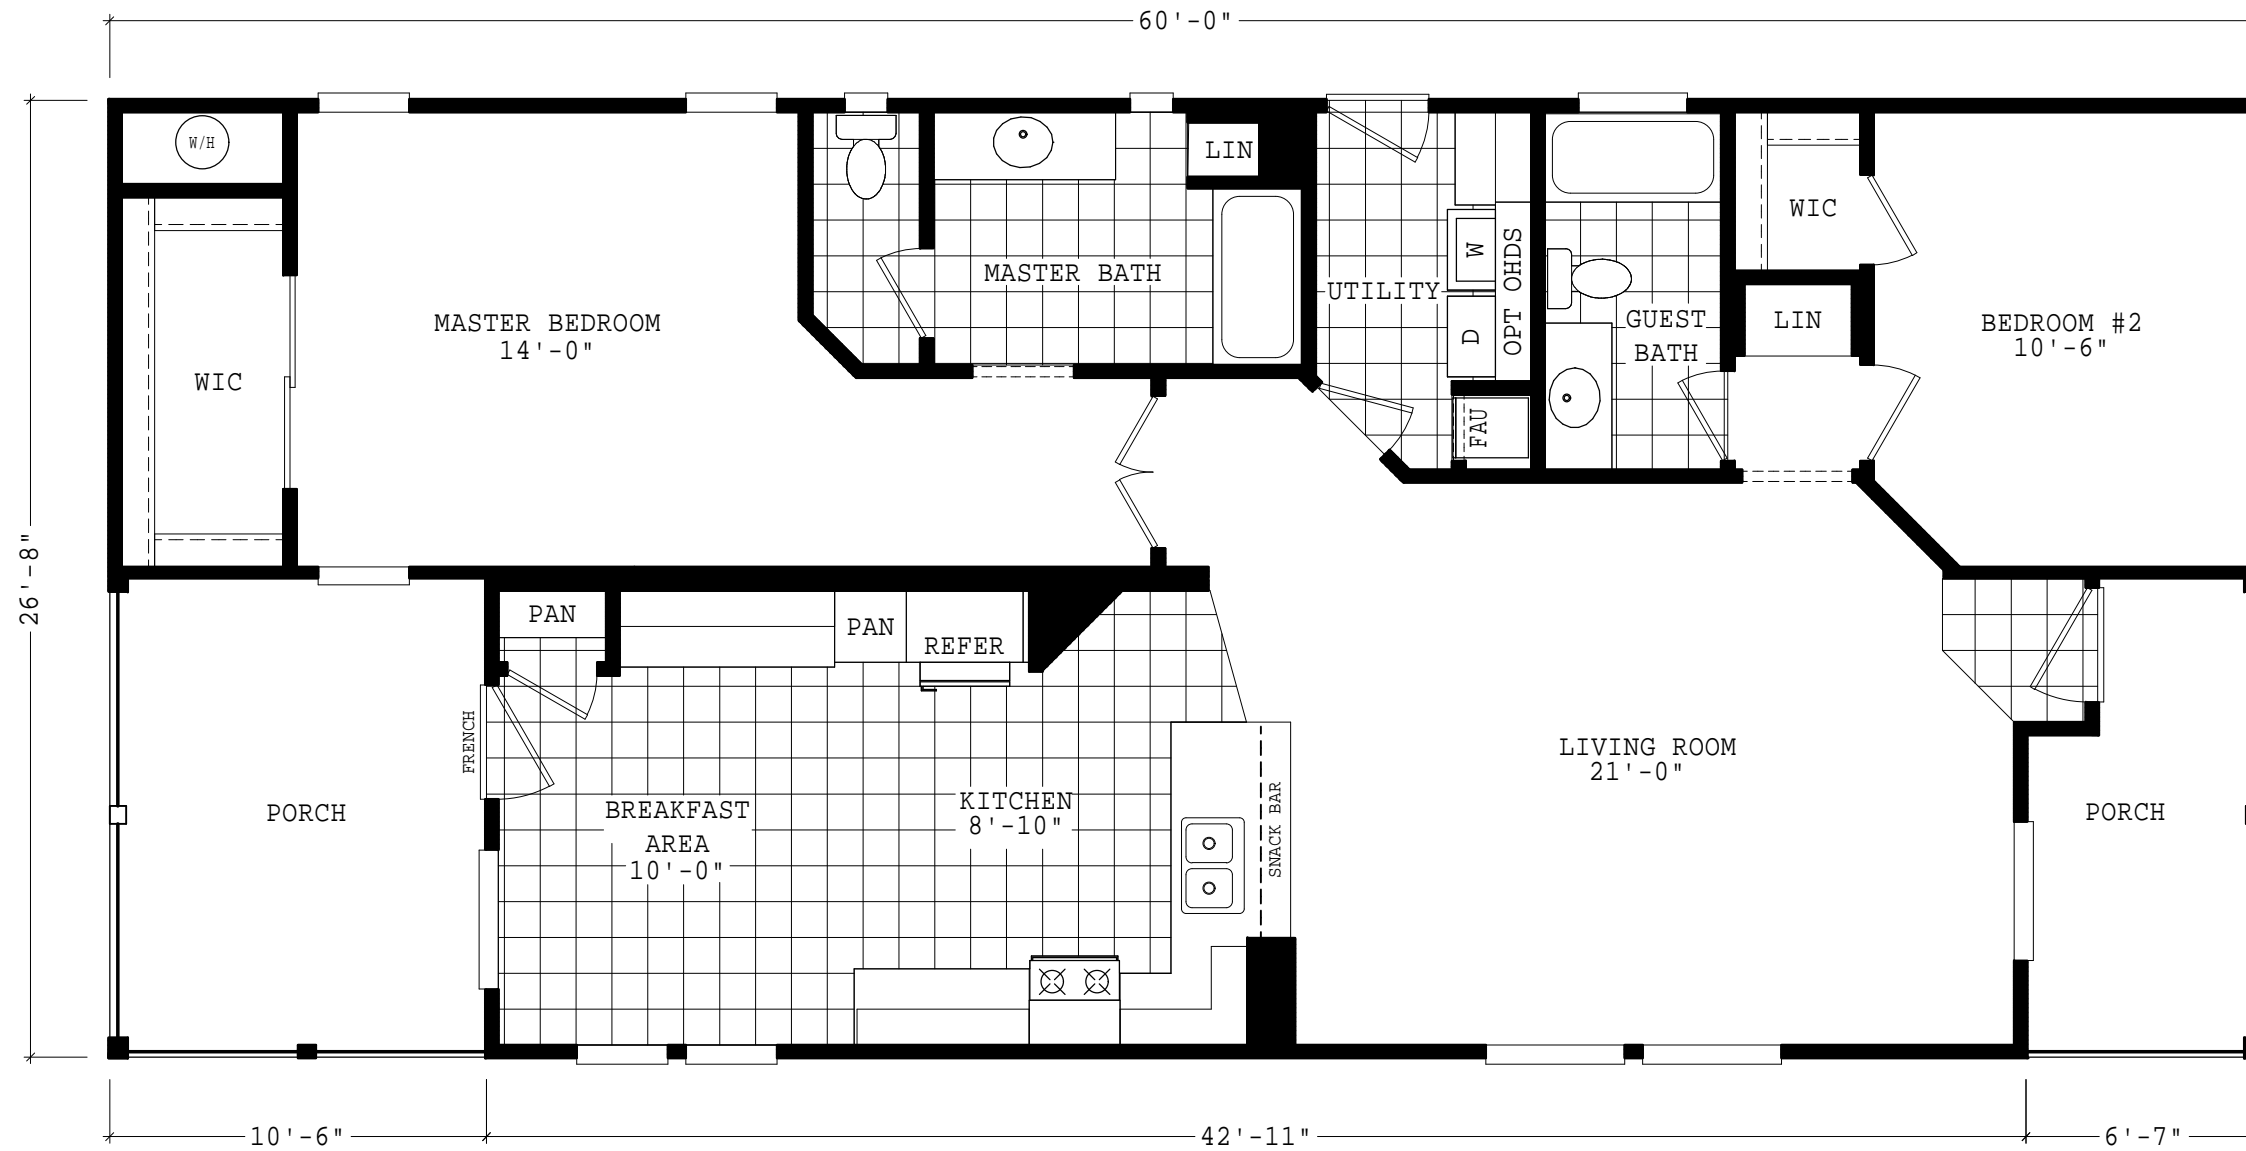 60'-0"
W/H
LIN
WIC
MASTER BATH
UTILITY
W
OPT OHDS
D
GUEST
BATH
LIN
MASTER BEDROOM
14'-0"
BEDROOM #2
10'-6"
WIC
FAU
26'-8"
PAN
PAN
REFER
FRENCH
LIVING ROOM
21'-0"
PORCH
BREAKFAST
AREA
10'-0"
KITCHEN
8'-10"
SNACK BAR
PORCH
10'-6"
42'-11"
6'-7"